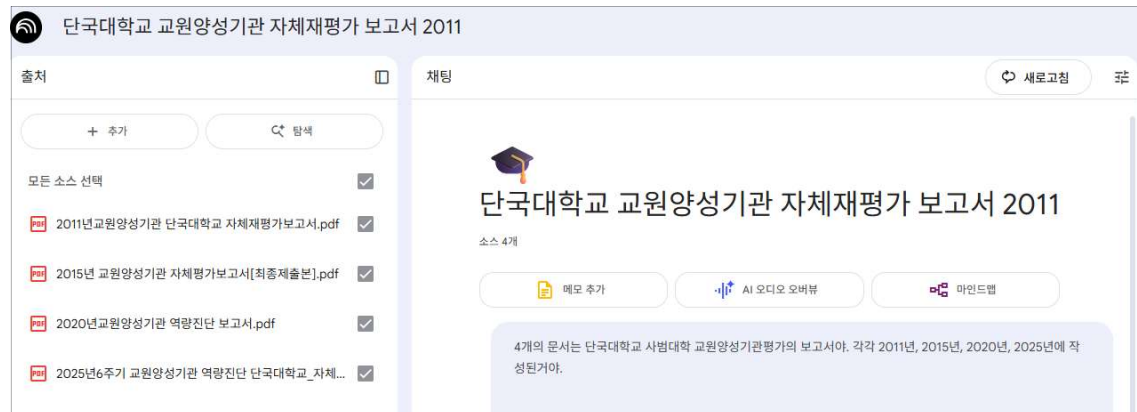 단국대학교 교원양성기관 자체재평가 보고서 2011
출처
+ 추가
탐색
모든 소스 선택
PDF 2011년교원양성기관 단국대학교 자체재평가보고서.pdf
PDF 2015년 교원양성기관 자체평가보고서[최종제출본].pdf
PDF 2020년교원양성기관 역량진단 보고서.pdf
PDF 2025년6주기 교원양성기관 역량진단 단국대학교_자체...
채팅
새로고침
단국대학교 교원양성기관 자체재평가 보고서 2011
소스 4개
메모 추가
AI 오디오 오버뷰
마인드맵
4개의 문서는 단국대학교 사범대학 교원양성기관평가의 보고서야. 각각 2011년, 2015년, 2020년, 2025년에 작
성된거야.